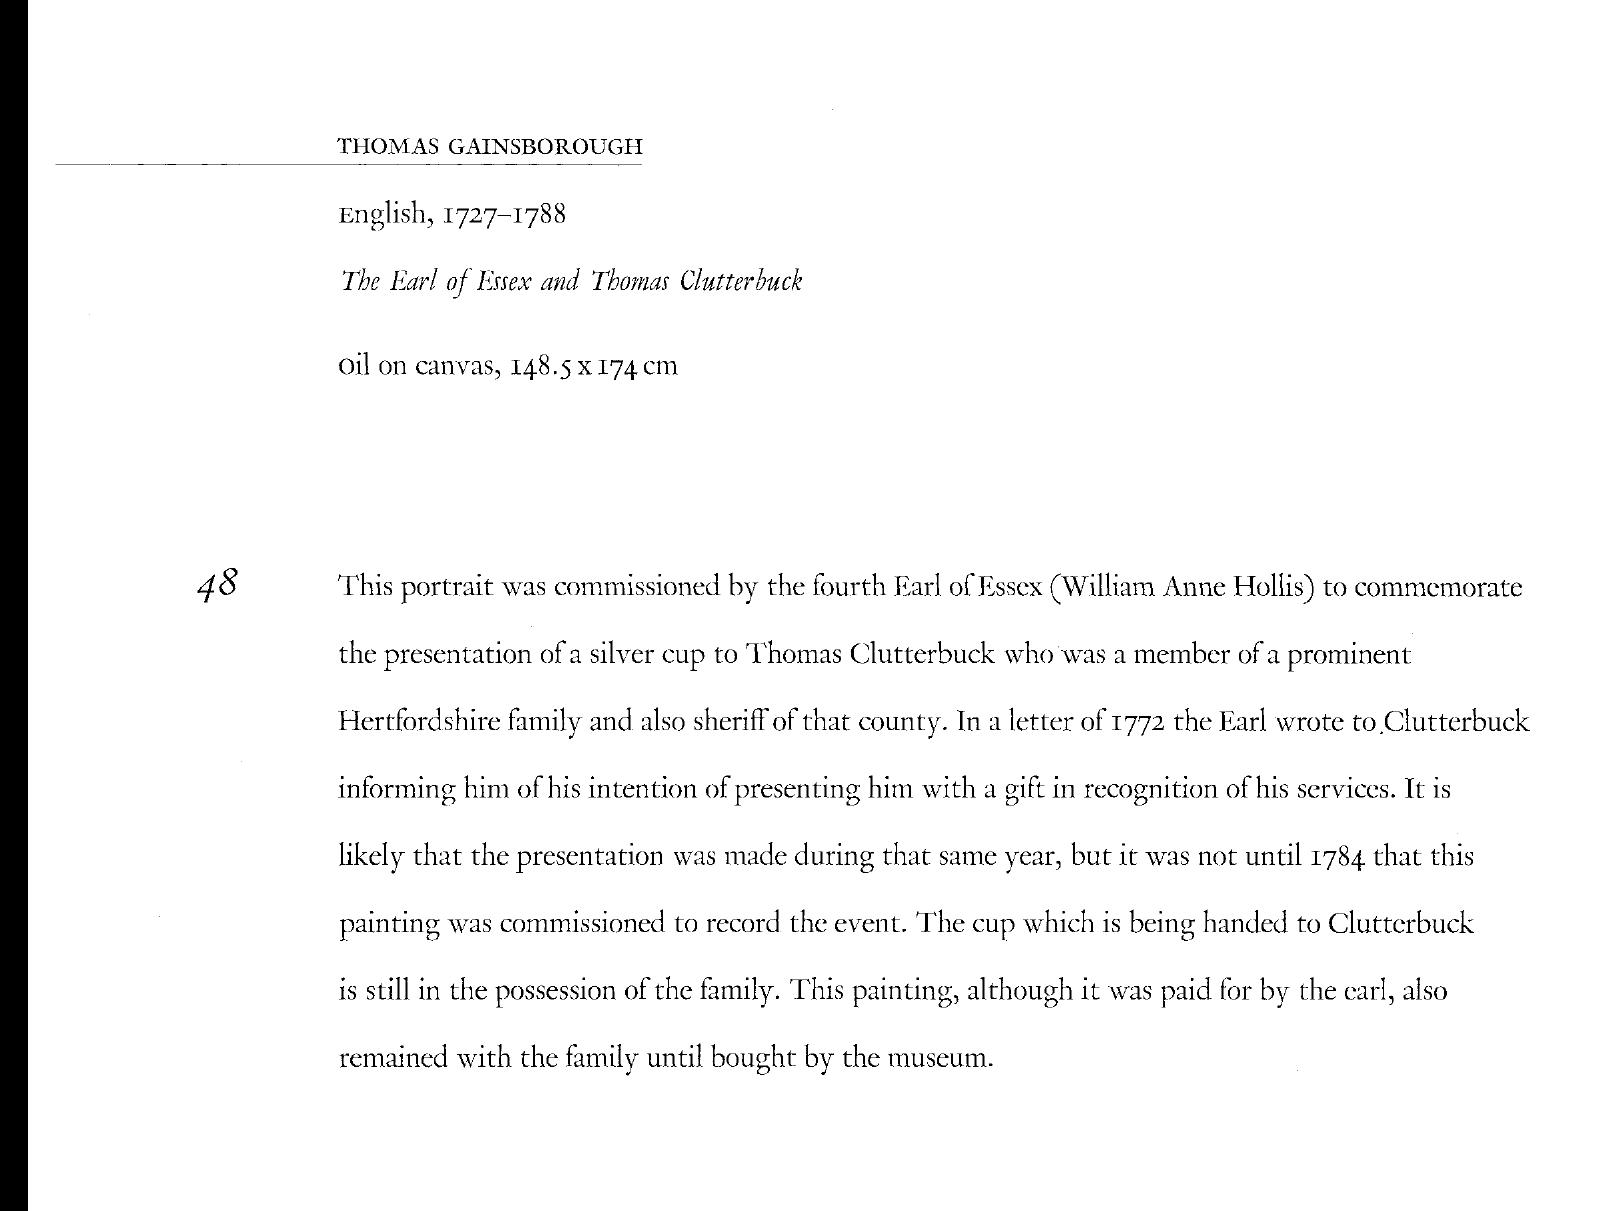 THOMAS GAINSBOROUGH
English, 1727–1788
The Earl of Essex and Thomas Clutterbuck
Oil on canvas, 148.5 x 174 cm
48
This portrait was commissioned by the fourth Earl of Essex (William Anne Hollis) to commemorate
the presentation of a silver cup to Thomas Clutterbuck who was a member of a prominent
Hertfordshire family and also sheriff of that county. In a letter of 1772 the Earl wrote to Clutterbuck
informing him of his intention of presenting him with a gift in recognition of his services. It is
likely that the presentation was made during that same year, but it was not until 1784 that this
painting was commissioned to record the event. The cup which is being handed to Clutterbuck
is still in the possession of the family. This painting, although it was paid for by the earl, also
remained with the family until bought by the museum.